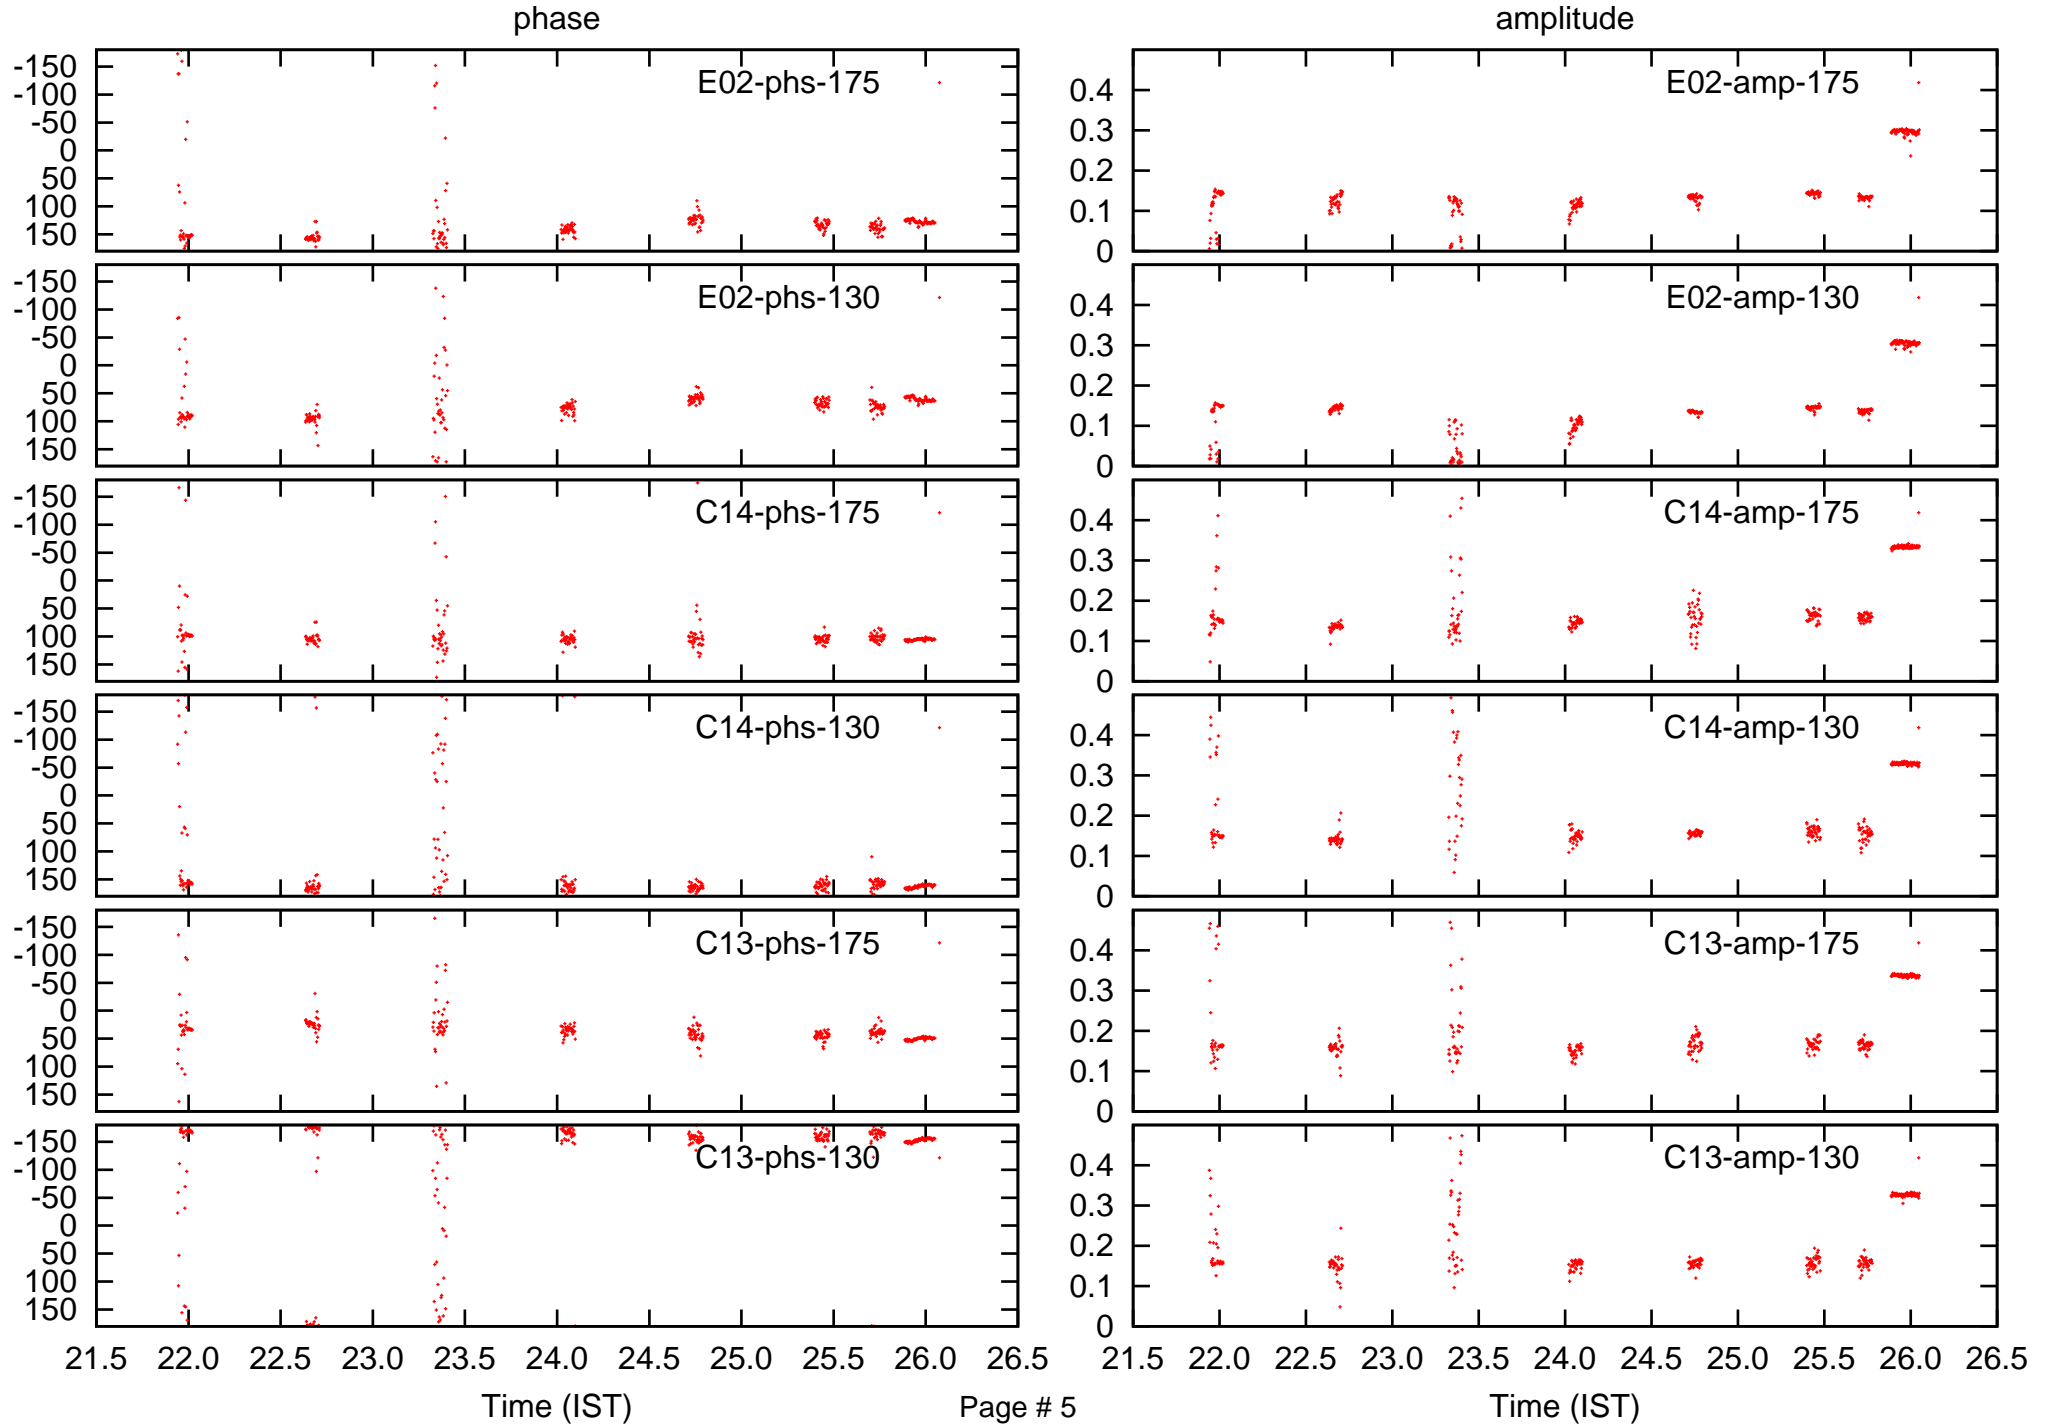 phase amplitude
-150 -100 -50 0 50 100 150 E02-phs-175
0.4 0.3 0.2 0.1 0 E02-amp-175
-150 -100 -50 0 50 100 150 E02-phs-130
0.4 0.3 0.2 0.1 0 E02-amp-130
-150 -100 -50 0 50 100 150 C14-phs-175
0.4 0.3 0.2 0.1 0 C14-amp-175
-150 -100 -50 0 50 100 150 C14-phs-130
0.4 0.3 0.2 0.1 0 C14-amp-130
-150 -100 -50 0 50 100 150 C13-phs-175
0.4 0.3 0.2 0.1 0 C13-amp-175
-150 -100 -50 0 50 100 150 C13-phs-130
0.4 0.3 0.2 0.1 0 C13-amp-130
21.5 22.0 22.5 23.0 23.5 24.0 24.5 25.0 25.5 26.0 26.5 21.5 22.0 22.5 23.0 23.5 24.0 24.5 25.0 25.5 26.0 26.5
Time (IST) Page # 5 Time (IST)